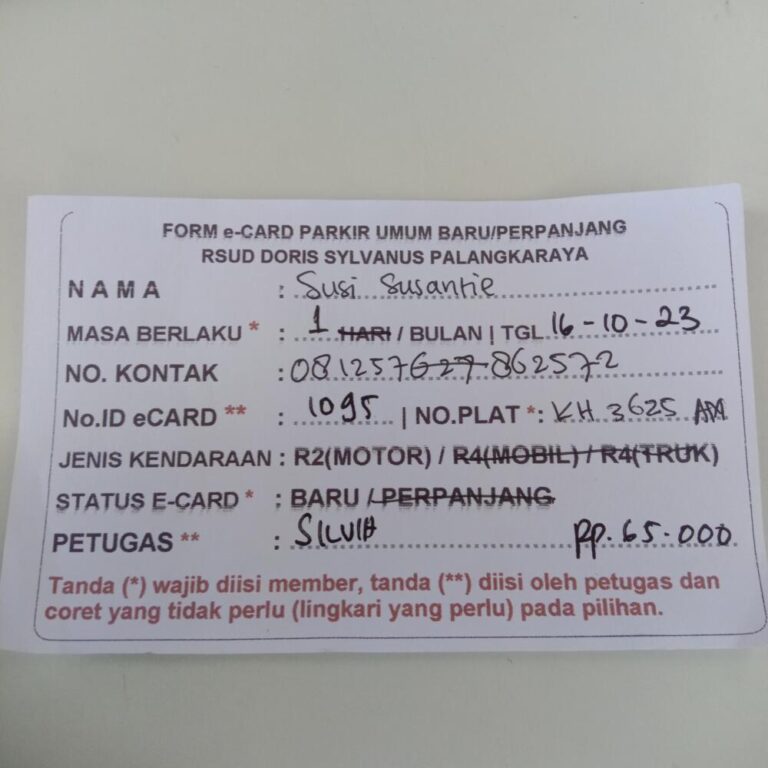 FORM e-CARD PARKIR UMUM BARU/PERPANJANG
RSUD DORIS SYLVANUS PALANGKARAYA
NAMA : Susi Susantie
MASA BERLAKU * : 1 HARI / BULAN | TGL 16-10-23
NO. KONTAK : 081257627862572
No.ID eCARD ** : 1095 | NO.PLAT *: KH 3625
JENIS KENDARAAN : R2(MOTOR) / R4(MOBIL) / R4(TRUK)
STATUS E-CARD * : BARU / PERPANJANG
PETUGAS ** : SILVIA Rp. 65.000
Tanda (*) wajib diisi member, tanda (**) diisi oleh petugas dan
coret yang tidak perlu (lingkari yang perlu) pada pilihan.